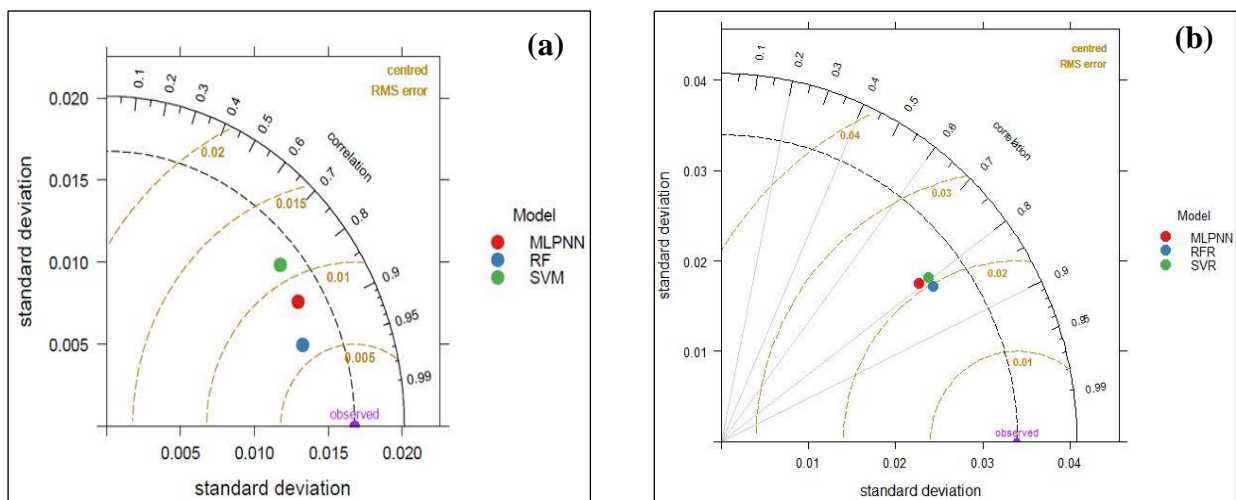 (a)
centred
RMS error
0.1
0.2
0.3
0.4
0.5
0.6
0.7
0.8
0.9
0.95
0.99
correlation
0.020
0.015
0.010
0.005
standard deviation
0.02
0.015
0.01
0.005
observed
0.005
0.010
0.015
0.020
standard deviation
Model
MLPNN
RF
SVM
(b)
centred
RMS error
0.1
0.2
0.3
0.4
0.5
0.6
0.7
0.8
0.9
0.95
0.99
correlation
0.04
0.03
0.02
0.01
standard deviation
0.04
0.03
0.02
0.01
observed
0.01
0.02
0.03
0.04
standard deviation
Model
MLPNN
RFR
SVR